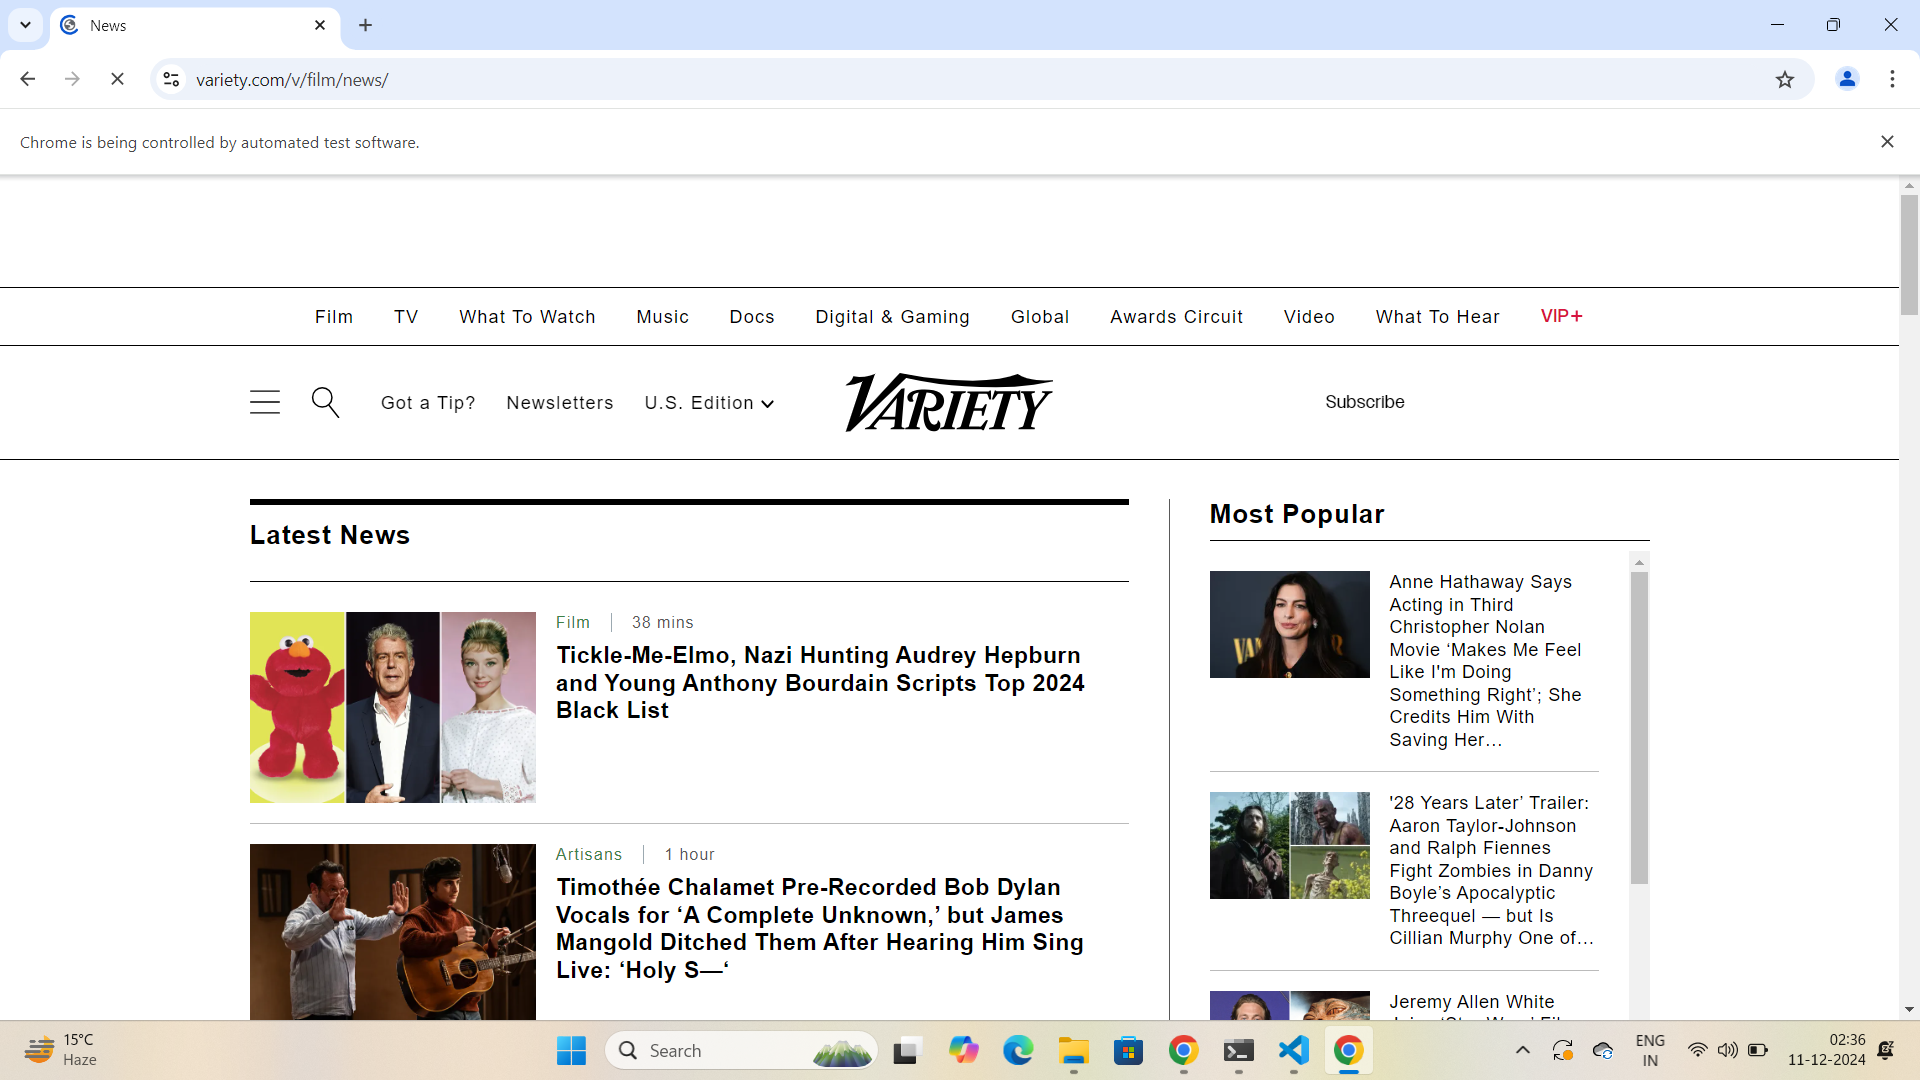 News
variety.com/v/film/news/
Chrome is being controlled by automated test software.
Film TV What To Watch Music Docs Digital & Gaming Global Awards Circuit Video What To Hear VIP+
Got a Tip? Newsletters U.S. Edition VARIETY Subscribe
Latest News
Film 38 mins
Tickle-Me-Elmo, Nazi Hunting Audrey Hepburn
and Young Anthony Bourdain Scripts Top 2024
Black List
Artisans 1 hour
Timothée Chalamet Pre-Recorded Bob Dylan
Vocals for ‘A Complete Unknown,’ but James
Mangold Ditched Them After Hearing Him Sing
Live: ‘Holy S—‘
Most Popular
Anne Hathaway Says
Acting in Third
Christopher Nolan
Movie ‘Makes Me Feel
Like I'm Doing
Something Right’; She
Credits Him With
Saving Her…
'28 Years Later’ Trailer:
Aaron Taylor-Johnson
and Ralph Fiennes
Fight Zombies in Danny
Boyle’s Apocalyptic
Threequel — but Is
Cillian Murphy One of…
Jeremy Allen White
15°C
Haze
Search
ENG
IN
02:36
11-12-2024